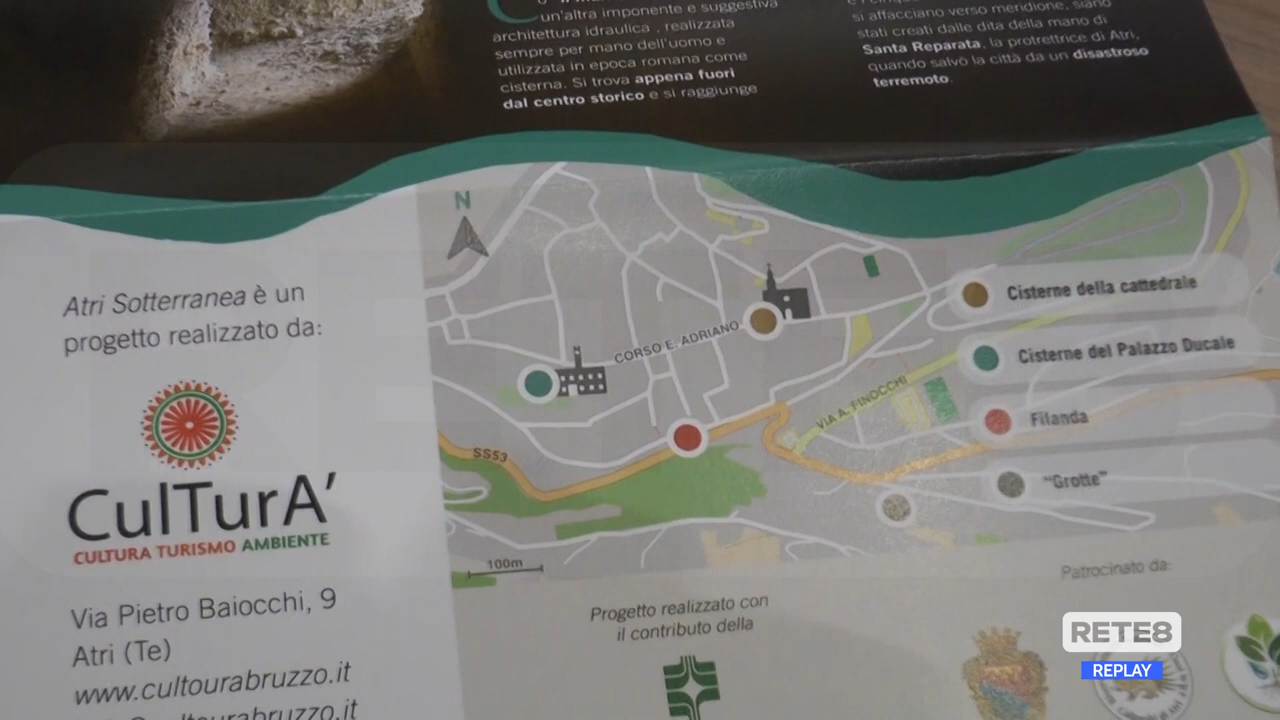 un'altra imponente e suggestiva
architettura idraulica , realizzata
sempre per mano dell'uomo e
utilizzata in epoca romana come
cisterna. Si trova appena fuori
dal centro storico e si raggiunge
si affacciano verso meridione, siano
stati creati dalle dita della mano di
Santa Reparata, la protrettrice di Atri,
quando salvò la città da un disastroso
terremoto.
Atri Sotterranea è un
progetto realizzato da:
CulTurA'
CULTURA TURISMO AMBIENTE
Via Pietro Baiocchi, 9
Atri (Te)
www.cultourabruzzo.it
N
CORSO E. ADRIANO
VIA A. FINOCCHI
SS53
100m
Cisterne della cattedrale
Cisterne del Palazzo Ducale
Filanda
"Grotte"
Progetto realizzato con
il contributo della
Patrocinato da:
RETE8
REPLAY